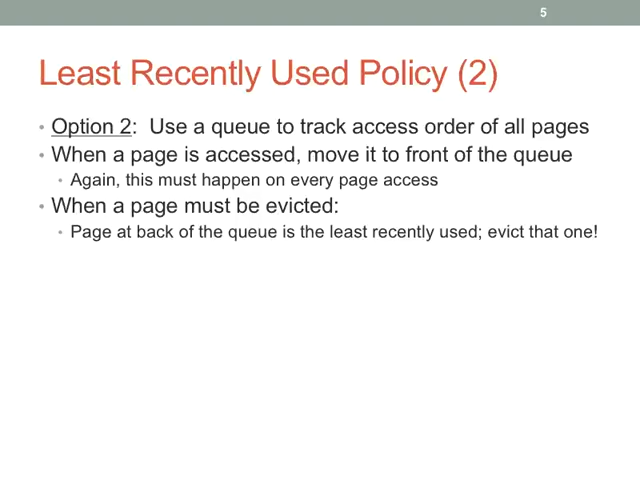 5
Least Recently Used Policy (2)
• Option 2: Use a queue to track access order of all pages
• When a page is accessed, move it to front of the queue
• Again, this must happen on every page access
• When a page must be evicted:
• Page at back of the queue is the least recently used; evict that one!